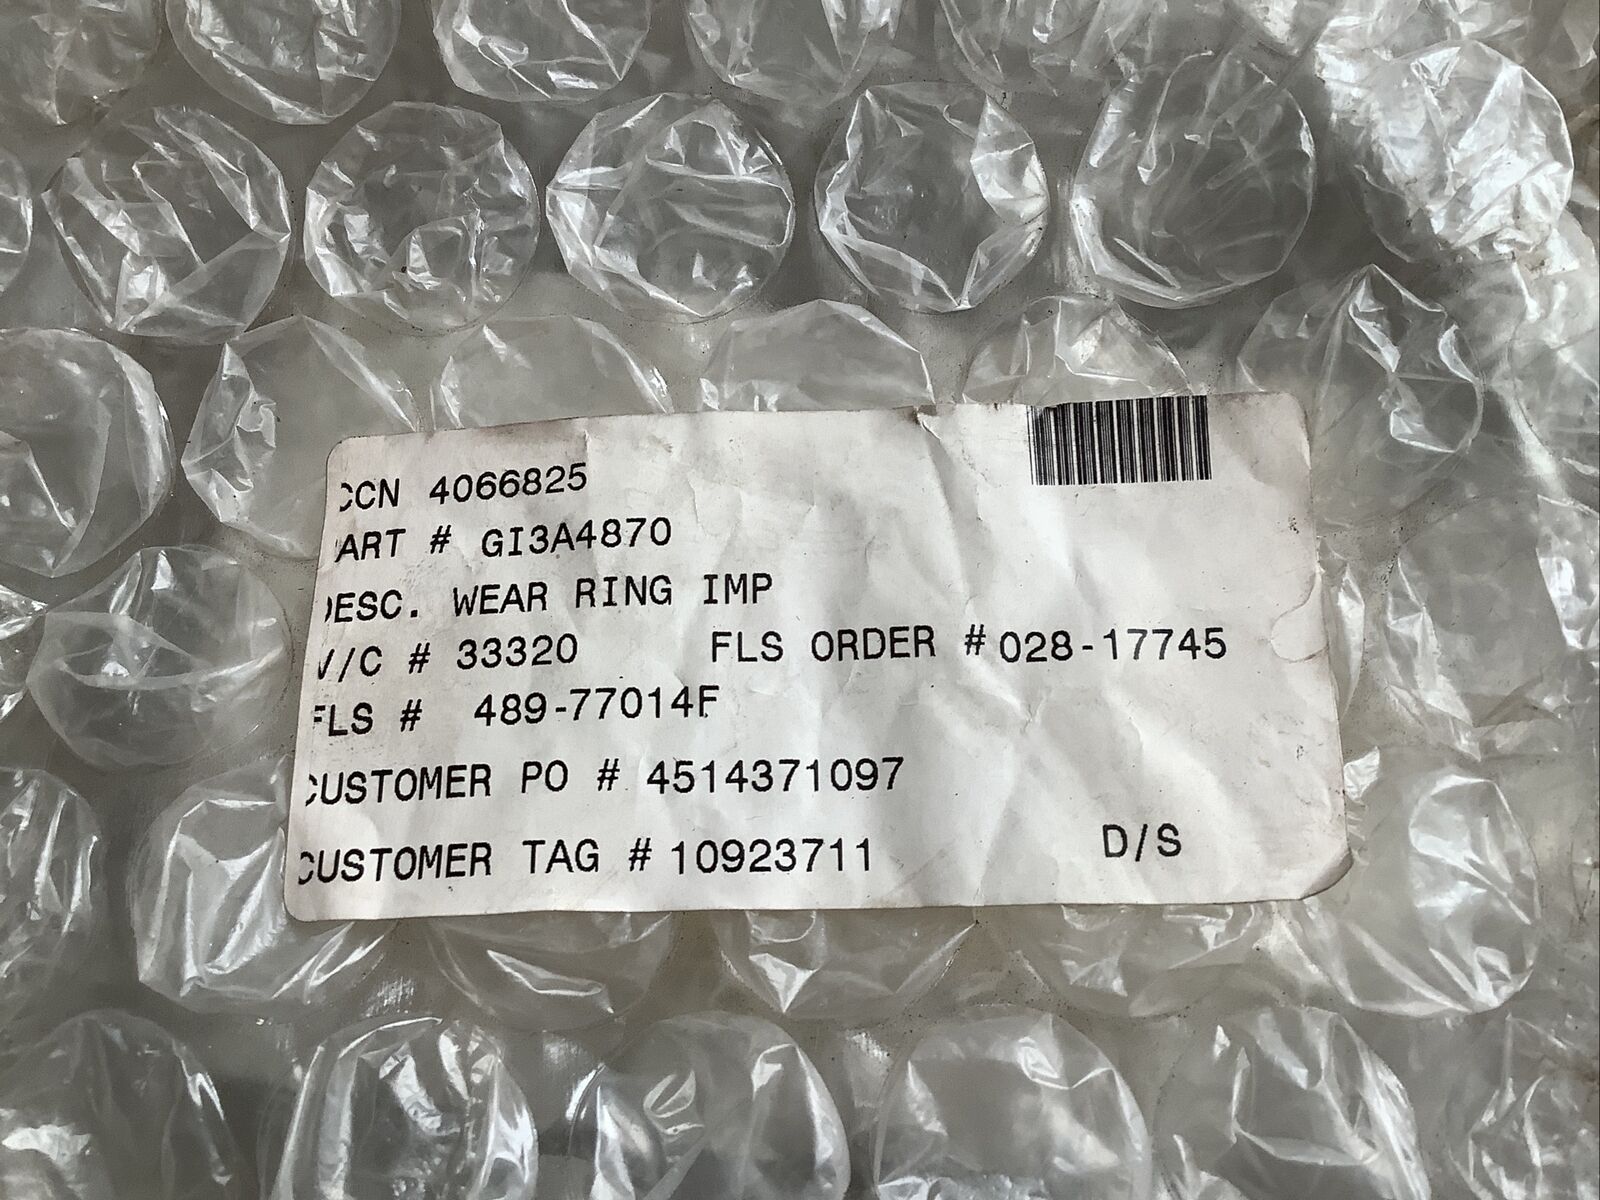 CCN 4066825
PART # GI3A4870
DESC. WEAR RING IMP
V/C # 33320 FLS ORDER # 028-17745
FLS # 489-77014F
CUSTOMER PO # 4514371097
CUSTOMER TAG # 10923711 D/S